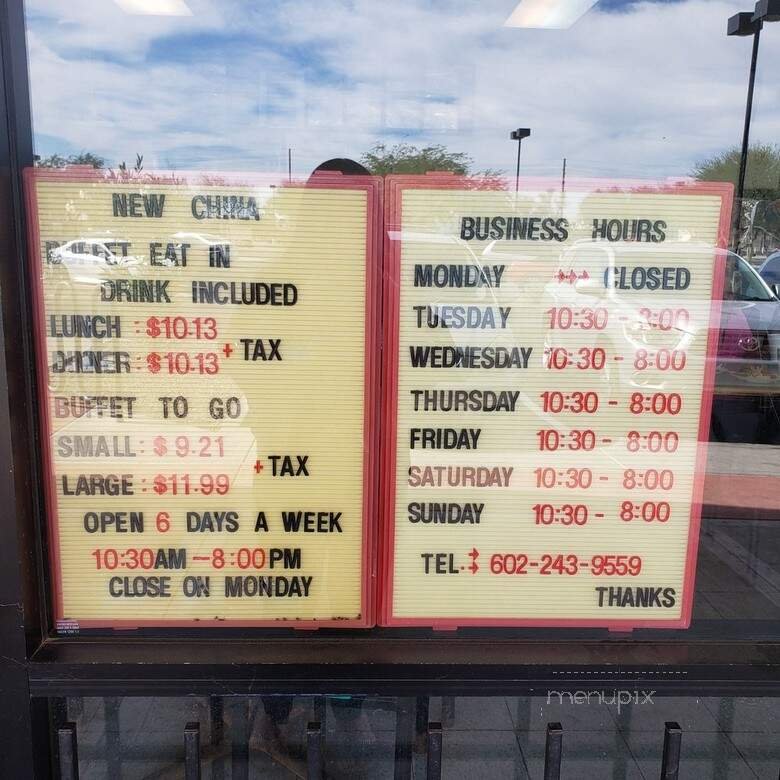 NEW CHINA
BUFFET EAT IN
DRINK INCLUDED
LUNCH : $10.13
DINNER : $10.13
+ TAX
BUFFET TO GO
SMALL : $ 9.21
LARGE : $11.99
+ TAX
OPEN 6 DAYS A WEEK
10:30AM - 8:00PM
CLOSE ON MONDAY
BUSINESS HOURS
MONDAY CLOSED
TUESDAY 10:30 - 8:00
WEDNESDAY 10:30 - 8:00
THURSDAY 10:30 - 8:00
FRIDAY 10:30 - 8:00
SATURDAY 10:30 - 8:00
SUNDAY 10:30 - 8:00
TEL. : 602-243-9559
THANKS
menupix